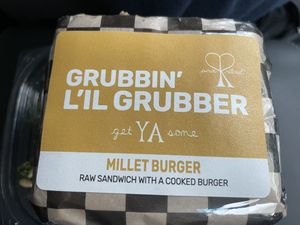 GRUBBIN'
L'IL GRUBBER
get YA some
MILLET BURGER
RAW SANDWICH WITH A COOKED BURGER